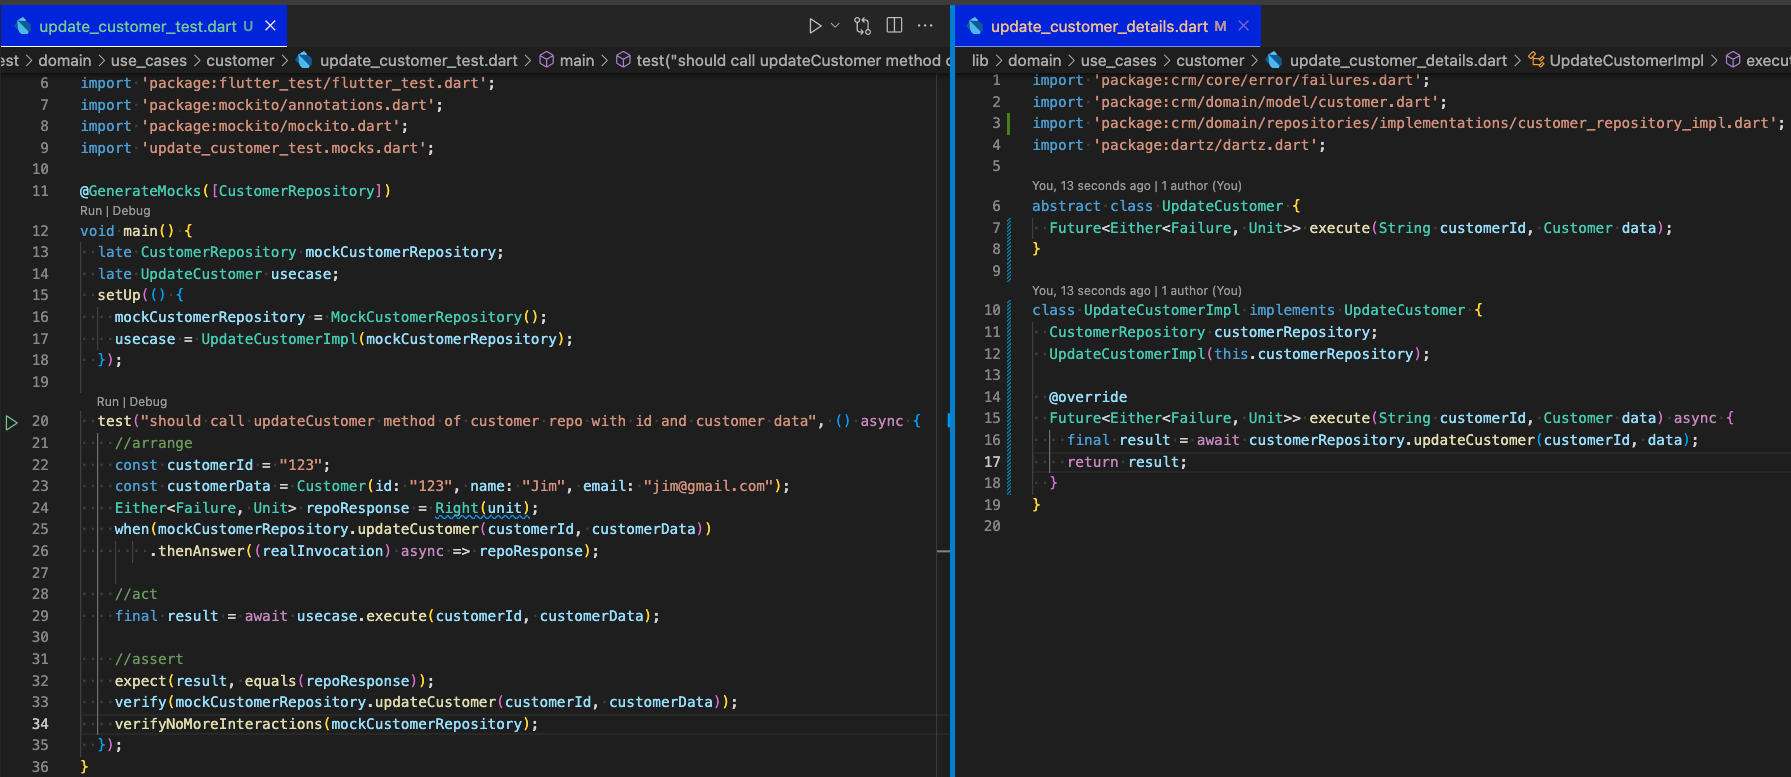 update_customer_test.dart U
est > domain > use_cases > customer > update_customer_test.dart > main > test("should call updateCustomer method c
6 import 'package:flutter_test/flutter_test.dart';
7 import 'package:mockito/annotations.dart';
8 import 'package:mockito/mockito.dart';
9 import 'update_customer_test.mocks.dart';
10
11 @GenerateMocks([CustomerRepository])
Run | Debug
12 void main() {
13 late CustomerRepository mockCustomerRepository;
14 late UpdateCustomer usecase;
15 setUp(() {
16 mockCustomerRepository = MockCustomerRepository();
17 usecase = UpdateCustomerImpl(mockCustomerRepository);
18 });
19
Run | Debug
20 test("should call updateCustomer method of customer repo with id and customer data", () async {
21 //arrange
22 const customerId = "123";
23 const customerData = Customer(id: "123", name: "Jim", email: "jim@gmail.com");
24 Either<Failure, Unit> repoResponse = Right(unit);
25 when(mockCustomerRepository.updateCustomer(customerId, customerData))
26 .thenAnswer((realInvocation) async => repoResponse);
27
28 //act
29 final result = await usecase.execute(customerId, customerData);
30
31 //assert
32 expect(result, equals(repoResponse));
33 verify(mockCustomerRepository.updateCustomer(customerId, customerData));
34 verifyNoMoreInteractions(mockCustomerRepository);
35 });
36 }
update_customer_details.dart M
lib > domain > use_cases > customer > update_customer_details.dart > UpdateCustomerImpl > execut
1 import 'package:crm/core/error/failures.dart';
2 import 'package:crm/domain/model/customer.dart';
3 import 'package:crm/domain/repositories/implementations/customer_repository_impl.dart';
4 import 'package:dartz/dartz.dart';
5
You, 13 seconds ago | 1 author (You)
6 abstract class UpdateCustomer {
7 Future<Either<Failure, Unit>> execute(String customerId, Customer data);
8 }
9
You, 13 seconds ago | 1 author (You)
10 class UpdateCustomerImpl implements UpdateCustomer {
11 CustomerRepository customerRepository;
12 UpdateCustomerImpl(this.customerRepository);
13
14 @override
15 Future<Either<Failure, Unit>> execute(String customerId, Customer data) async {
16 final result = await customerRepository.updateCustomer(customerId, data);
17 return result;
18 }
19 }
20